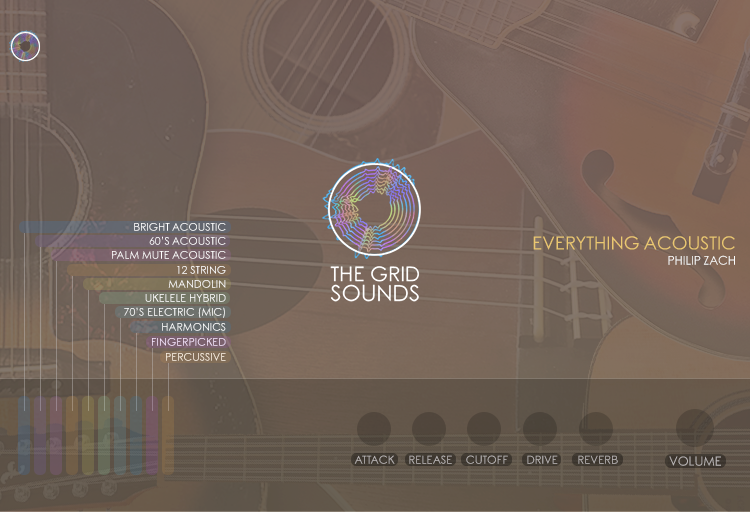 BRIGHT ACOUSTIC
60'S ACOUSTIC
PALM MUTE ACOUSTIC
12 STRING
MANDOLIN
UKELELE HYBRID
70'S ELECTRIC (MIC)
HARMONICS
FINGERPICKED
PERCUSSIVE
THE GRID
SOUNDS
EVERYTHING ACOUSTIC
PHILIP ZACH
ATTACK RELEASE CUTOFF DRIVE REVERB VOLUME